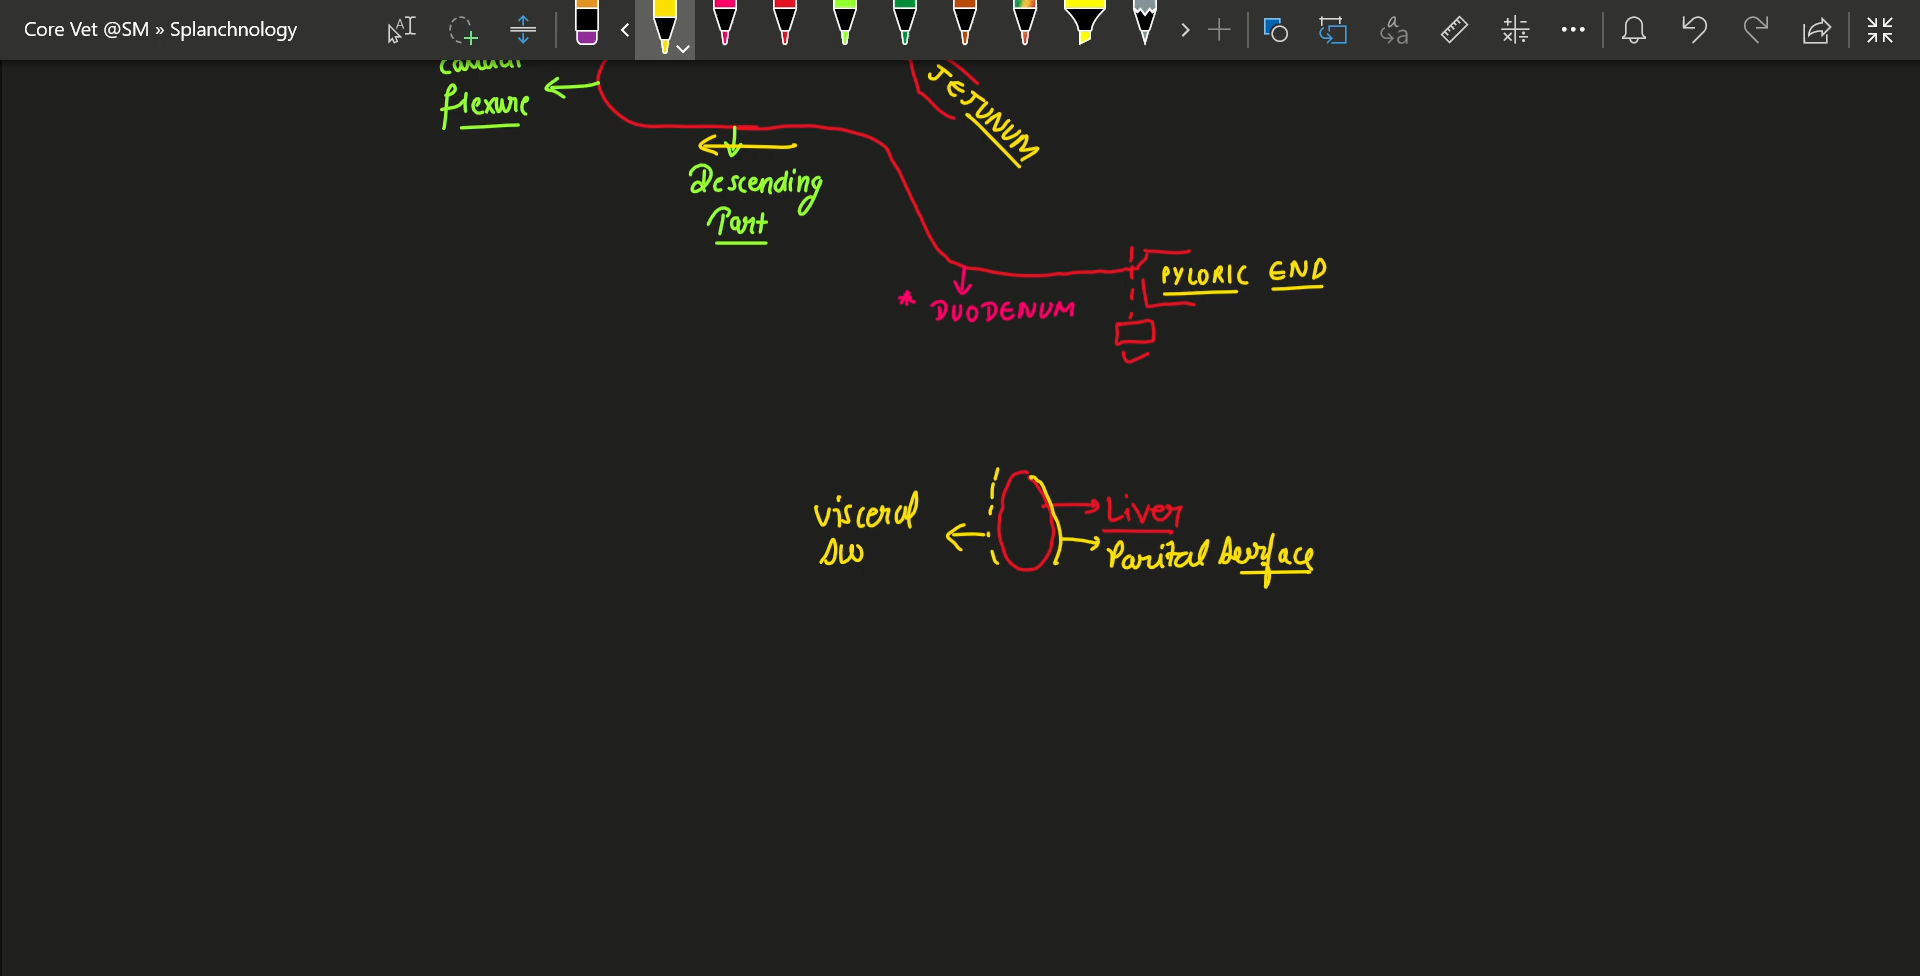 Core Vet @SM » Splanchnology
flexure
JEJUNUM
Descending
Part
PYLORIC END
* DUODENUM
visceral
Liver
Parital Surface